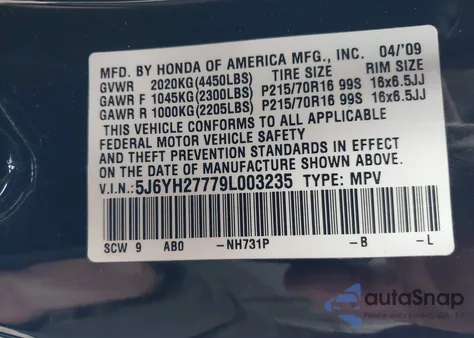 MFD. BY HONDA OF AMERICA MFG., INC. 04/'09
GVWR 2020KG(4450LBS) TIRE SIZE RIM SIZE
GAWR F 1045KG(2300LBS) P215/70R16 99S 16x6.5JJ
GAWR R 1000KG(2205LBS) P215/70R16 99S 16x6.5JJ
THIS VEHICLE CONFORMS TO ALL APPLICABLE
FEDERAL MOTOR VEHICLE SAFETY
AND THEFT PREVENTION STANDARDS IN EFFECT
ON THE DATE OF MANUFACTURE SHOWN ABOVE.
V.I.N.: 5J6YH27779L003235 TYPE: MPV
SCW 9 AB0 -NH731P -B -L
autoSnap